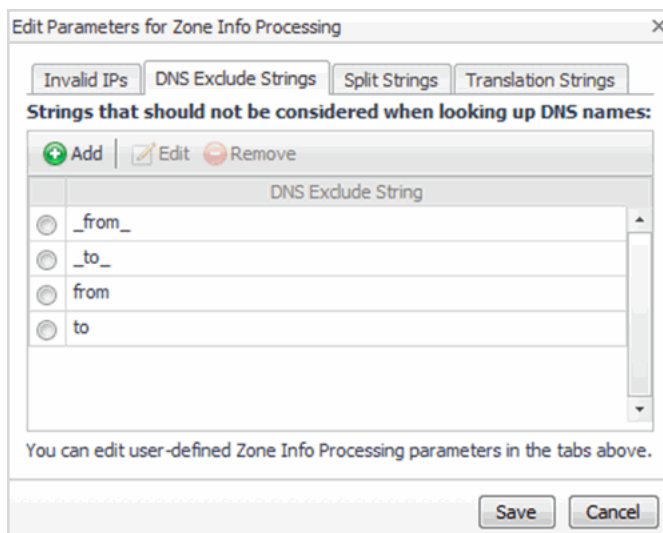 Edit Parameters for Zone Info Processing
Invalid IPs DNS Exclude Strings Split Strings Translation Strings
Strings that should not be considered when looking up DNS names:
Add Edit Remove
DNS Exclude String
_from_
_to_
from
to
You can edit user-defined Zone Info Processing parameters in the tabs above.
Save Cancel